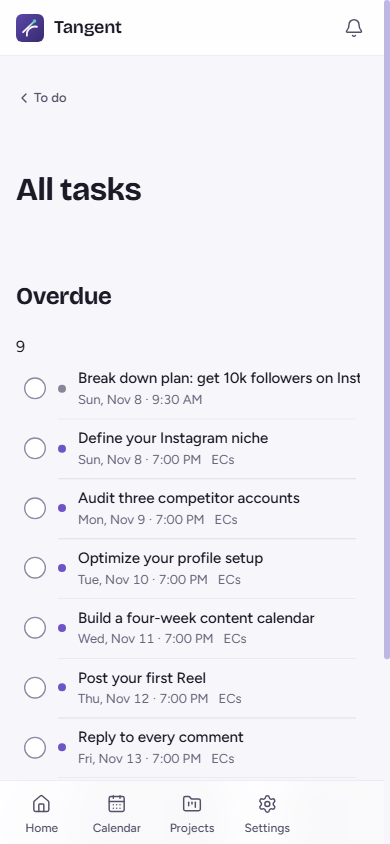 Tangent
To do
All tasks
Overdue
9
Break down plan: get 10k followers on Inst
Sun, Nov 8 · 9:30 AM
Define your Instagram niche
Sun, Nov 8 · 7:00 PM ECs
Audit three competitor accounts
Mon, Nov 9 · 7:00 PM ECs
Optimize your profile setup
Tue, Nov 10 · 7:00 PM ECs
Build a four-week content calendar
Wed, Nov 11 · 7:00 PM ECs
Post your first Reel
Thu, Nov 12 · 7:00 PM ECs
Reply to every comment
Fri, Nov 13 · 7:00 PM ECs
Home Calendar Projects Settings